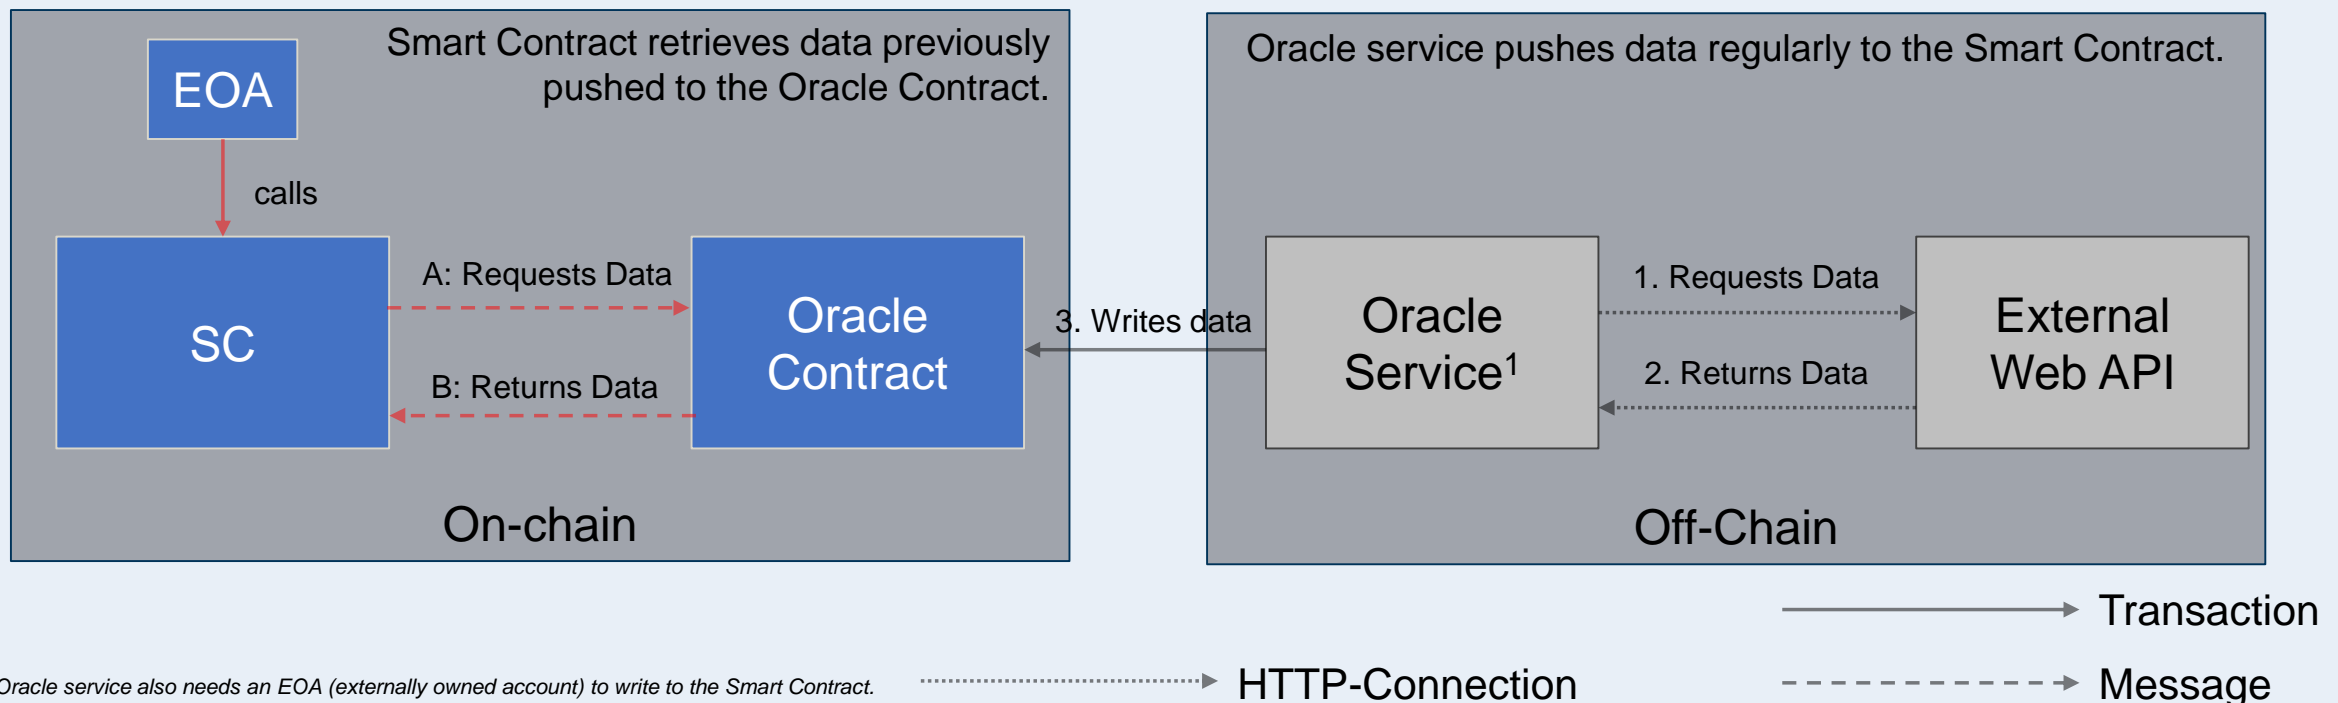 Smart Contract retrieves data previously
pushed to the Oracle Contract.
EOA
calls
SC
A: Requests Data
B: Returns Data
Oracle
Contract
On-chain
3. Writes data
Oracle service pushes data regularly to the Smart Contract.
Oracle
Service1
1. Requests Data
2. Returns Data
External
Web API
Off-Chain
Transaction
Oracle service also needs an EOA (externally owned account) to write to the Smart Contract.
HTTP-Connection
Message